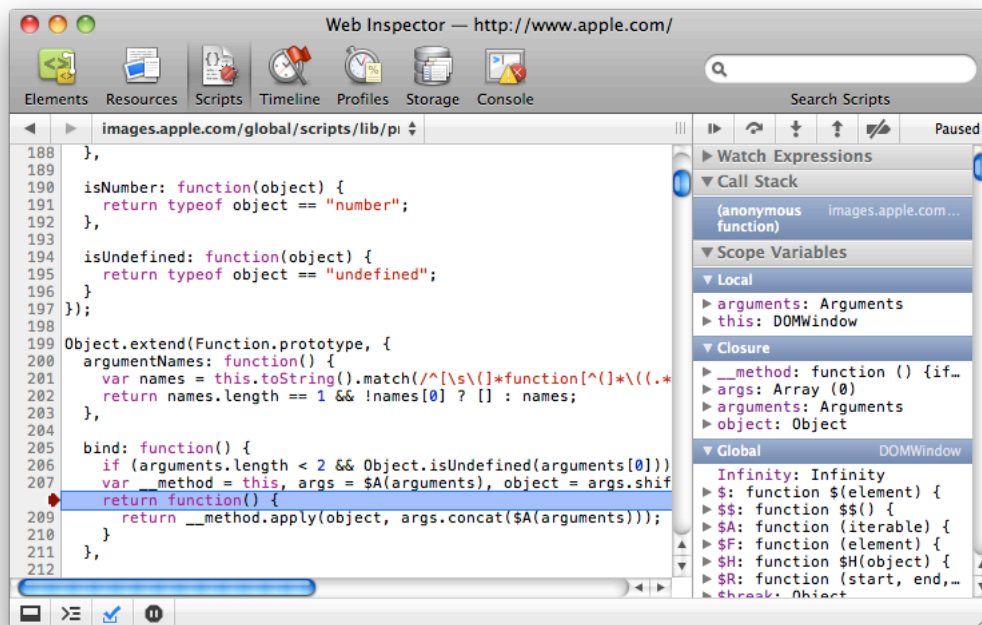 Web Inspector — http://www.apple.com/
Elements Resources Scripts Timeline Profiles Storage Console
Search Scripts
images.apple.com/global/scripts/lib/pr
Paused
188 },
189
190 isNumber: function(object) {
191 return typeof object == "number";
192 },
193
194 isUndefined: function(object) {
195 return typeof object == "undefined";
196 }
197 });
198
199 Object.extend(Function.prototype, {
200 argumentNames: function() {
201 var names = this.toString().match(/^[\s\(]*function[^(]*\((.*
202 return names.length == 1 && !names[0] ? [] : names;
203 },
204
205 bind: function() {
206 if (arguments.length < 2 && Object.isUndefined(arguments[0]))
207 var __method = this, args = $A(arguments), object = args.shif
return function() {
209 return __method.apply(object, args.concat($A(arguments)));
210 }
211 },
212
Watch Expressions
Call Stack
(anonymous function) images.apple.com...
Scope Variables
Local
arguments: Arguments
this: DOMWindow
Closure
__method: function () {if…
args: Array (0)
arguments: Arguments
object: Object
Global DOMWindow
Infinity: Infinity
$: function $(element) {
$$: function $$() {
$A: function (iterable) {
$F: function (element) {
$H: function $H(object) {
$R: function (start, end,…
$break: Object